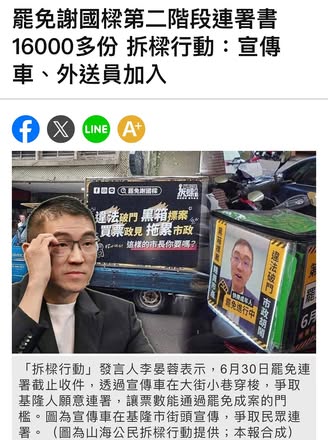 罷免謝國樑第二階段連署書
16000多份 拆樑行動：宣傳
車、外送員加入
f
X
LINE
A+
罷免謝國樑
違法破門 黑箱標案
買票政見 拖累市政
這樣的市長你要嗎？
違法破門
市政胡鬧
罷免進行中
6月
「拆樑行動」發言人李晏蓉表示，6月30日罷免連
署截止收件，透過宣傳車在大街小巷穿梭，爭取
基隆人願意連署，讓票數能通過罷免成案的門
檻。圖為宣傳車在基隆市街頭宣傳，爭取民眾連
署。（圖為山海公民拆樑行動提供；本報合成）